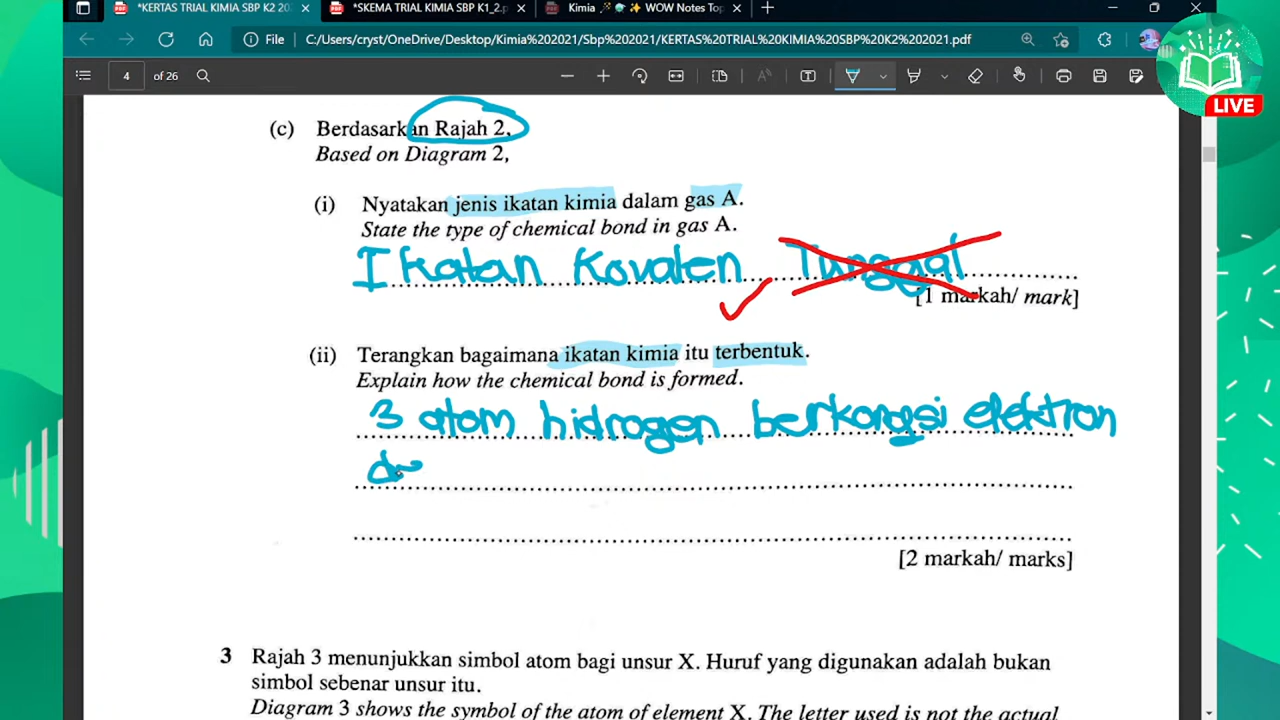 *KERTAS TRIAL KIMIA SBP K2 20
*SKEMA TRIAL KIMIA SBP K1_2.p
Kimia 🪄🧪✨ WOW Notes Top
File
C:/Users/cryst/OneDrive/Desktop/Kimia%202021/Sbp%202021/KERTAS%20TRIAL%20KIMIA%20SBP%20K2%202021.pdf
LIVE
4 of 26
(c) Berdasarkan Rajah 2,
Based on Diagram 2,
(i) Nyatakan jenis ikatan kimia dalam gas A.
State the type of chemical bond in gas A.
Ikatan Kovalen Tunggal
[1 markah/ mark]
(ii) Terangkan bagaimana ikatan kimia itu terbentuk.
Explain how the chemical bond is formed.
3 atom hidrogen berkongsi elektron
[2 markah/ marks]
3 Rajah 3 menunjukkan simbol atom bagi unsur X. Huruf yang digunakan adalah bukan
simbol sebenar unsur itu.
Diagram 3 shows the symbol of the atom of element X. The letter used is not the actual